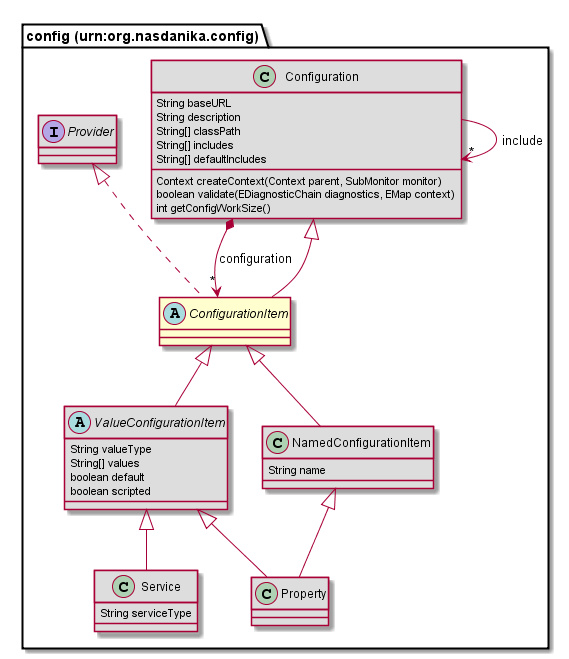 config (urn:org.nasdanika.config)
C Configuration
String baseURL
String description
String[] classPath
String[] includes
String[] defaultIncludes
Context createContext(Context parent, SubMonitor monitor)
boolean validate(EDiagnosticChain diagnostics, EMap context)
int getConfigWorkSize()
I Provider
include
*
configuration
*
A ConfigurationItem
A ValueConfigurationItem
String valueType
String[] values
boolean default
boolean scripted
C NamedConfigurationItem
String name
C Service
String serviceType
C Property